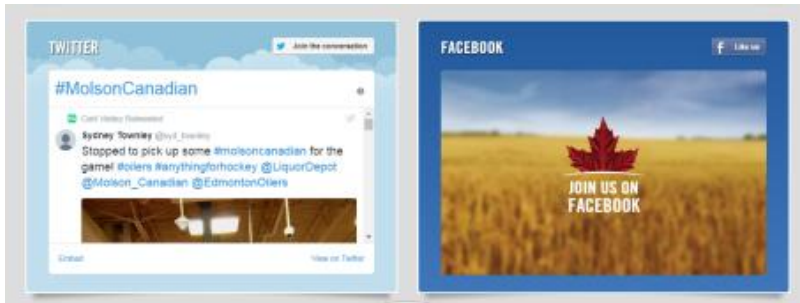 TWITTER
Join the conversation
#MolsonCanadian
Sydney Townley @syd_townley
Stopped to pick up some #molsoncanadian for the
game! #oilers #anythingforhockey @LiquorDepot
@Molson_Canadian @EdmontonOilers
Embed
View on Twitter
FACEBOOK
f Like us
JOIN US ON
FACEBOOK